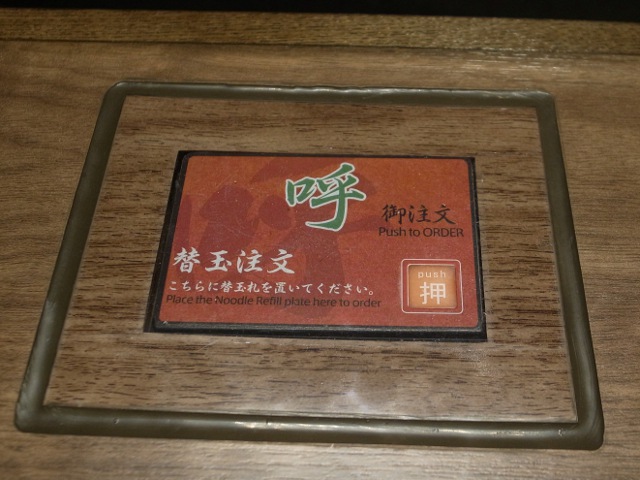 呼
御注文
Push to ORDER
替玉注文
こちらに替玉札を置いてください。
Place the Noodle Refill plate here to order
push
押